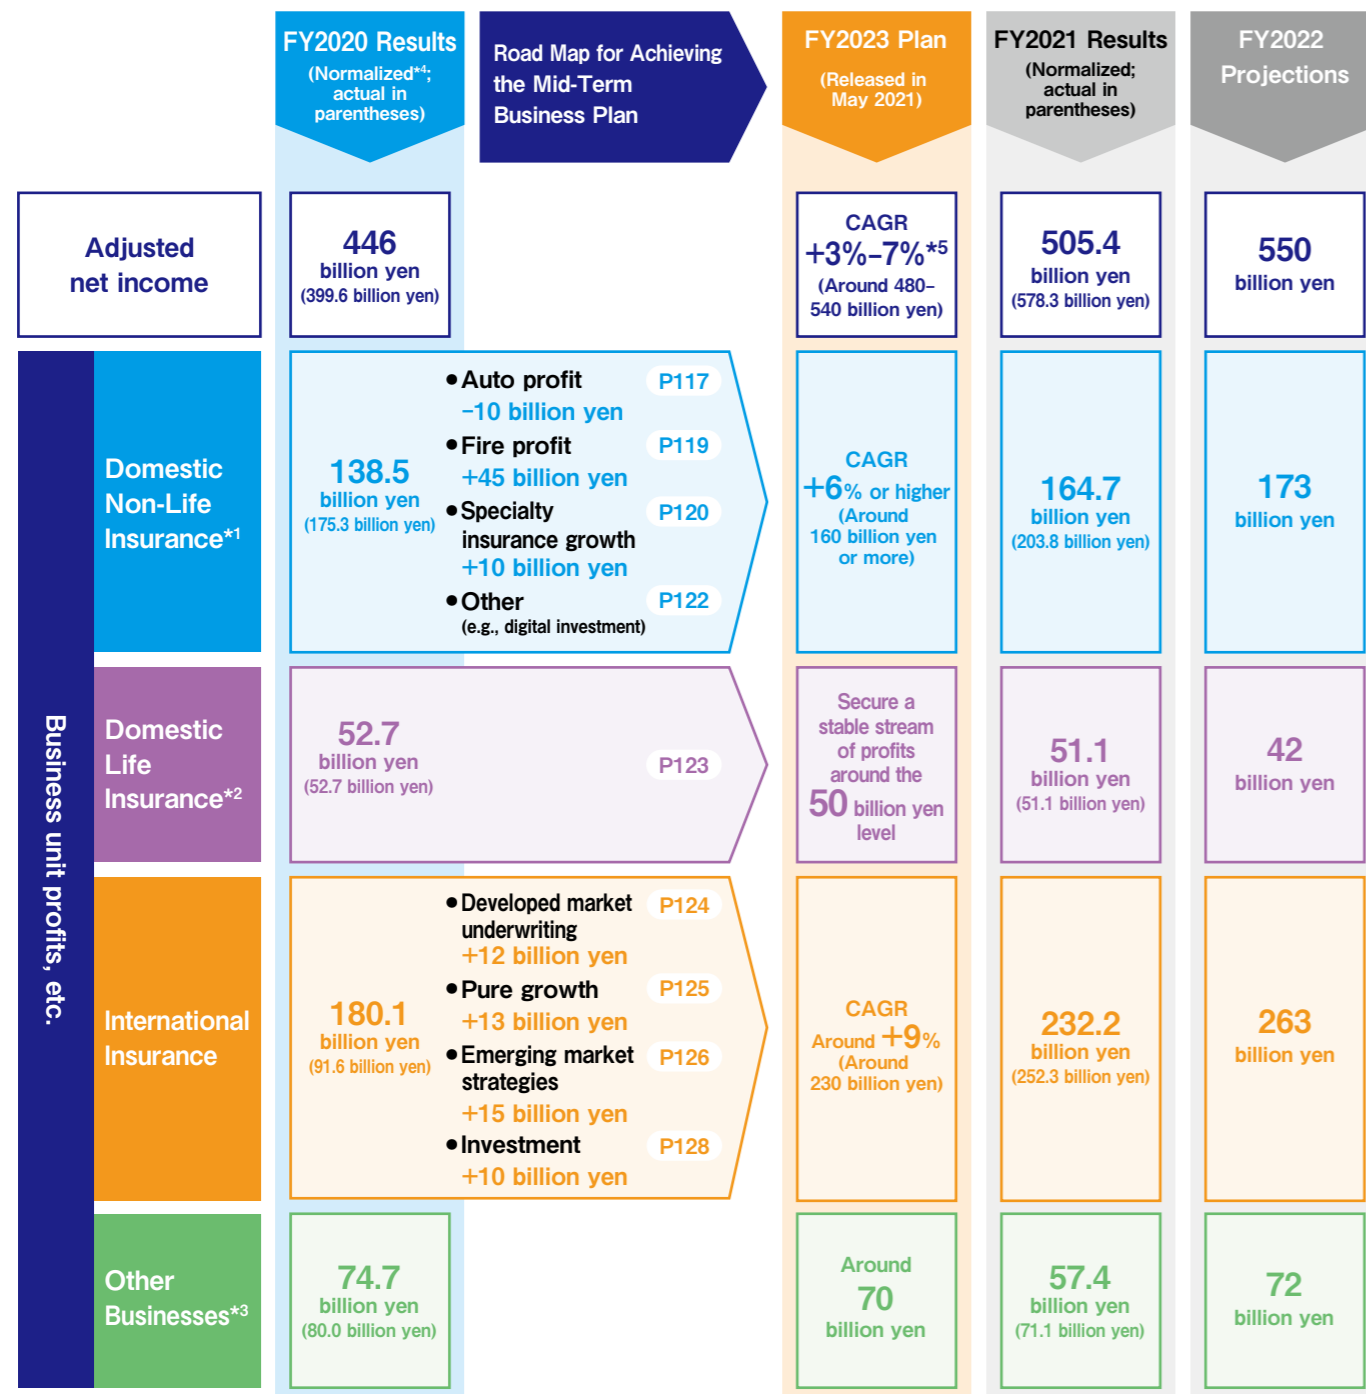 FY2020 Results
(Normalized*4;
actual in
parentheses)
Road Map for Achieving
the Mid-Term
Business Plan
FY2023 Plan
(Released in
May 2021)
FY2021 Results
(Normalized;
actual in
parentheses)
FY2022
Projections
Adjusted
net income
446
billion yen
(399.6 billion yen)
CAGR
+3%–7%*5
(Around 480–
540 billion yen)
505.4
billion yen
(578.3 billion yen)
550
billion yen
Business unit profits, etc.
Domestic
Non-Life
Insurance*1
138.5
billion yen
(175.3 billion yen)
•Auto profit P117
−10 billion yen
•Fire profit P119
+45 billion yen
•Specialty P120
insurance growth
+10 billion yen
•Other P122
(e.g., digital investment)
CAGR
+6% or higher
(Around
160 billion yen
or more)
164.7
billion yen
(203.8 billion yen)
173
billion yen
Domestic
Life
Insurance*2
52.7
billion yen
(52.7 billion yen)
P123
Secure a
stable stream
of profits
around the
50 billion yen
level
51.1
billion yen
(51.1 billion yen)
42
billion yen
International
Insurance
180.1
billion yen
(91.6 billion yen)
•Developed market P124
underwriting
+12 billion yen
•Pure growth P125
+13 billion yen
•Emerging market P126
strategies
+15 billion yen
•Investment P128
+10 billion yen
CAGR
Around +9%
(Around
230 billion yen)
232.2
billion yen
(252.3 billion yen)
263
billion yen
Other
Businesses*3
74.7
billion yen
(80.0 billion yen)
Around
70
billion yen
57.4
billion yen
(71.1 billion yen)
72
billion yen